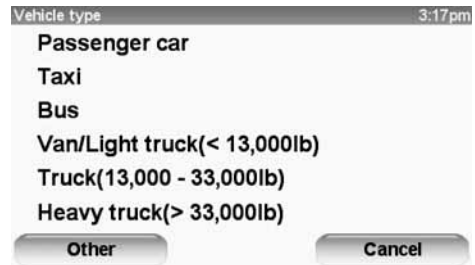 Vehicle type 3:17pm
Passenger car
Taxi
Bus
Van/Light truck(< 13,000lb)
Truck(13,000 - 33,000lb)
Heavy truck(> 33,000lb)
Other Cancel